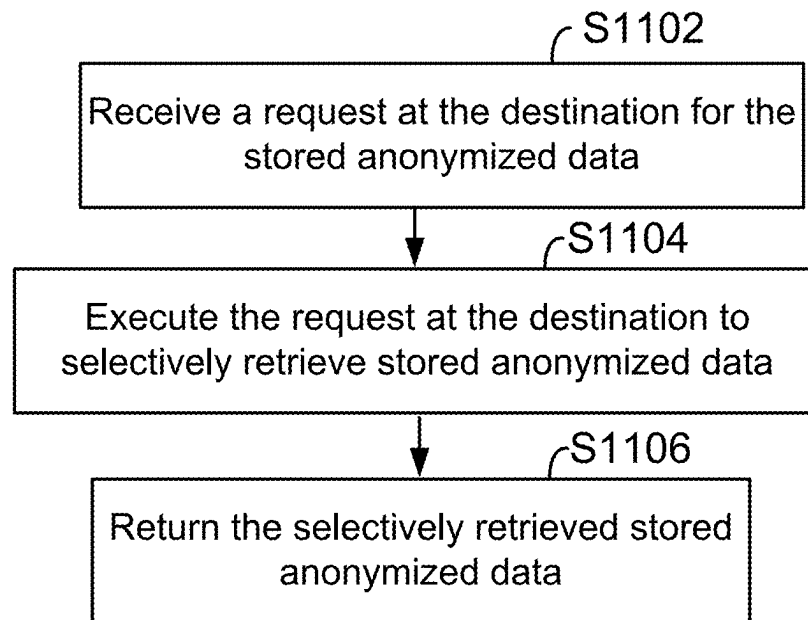 S1102
Receive a request at the destination for the
stored anonymized data
S1104
Execute the request at the destination to
selectively retrieve stored anonymized data
S1106
Return the selectively retrieved stored
anonymized data